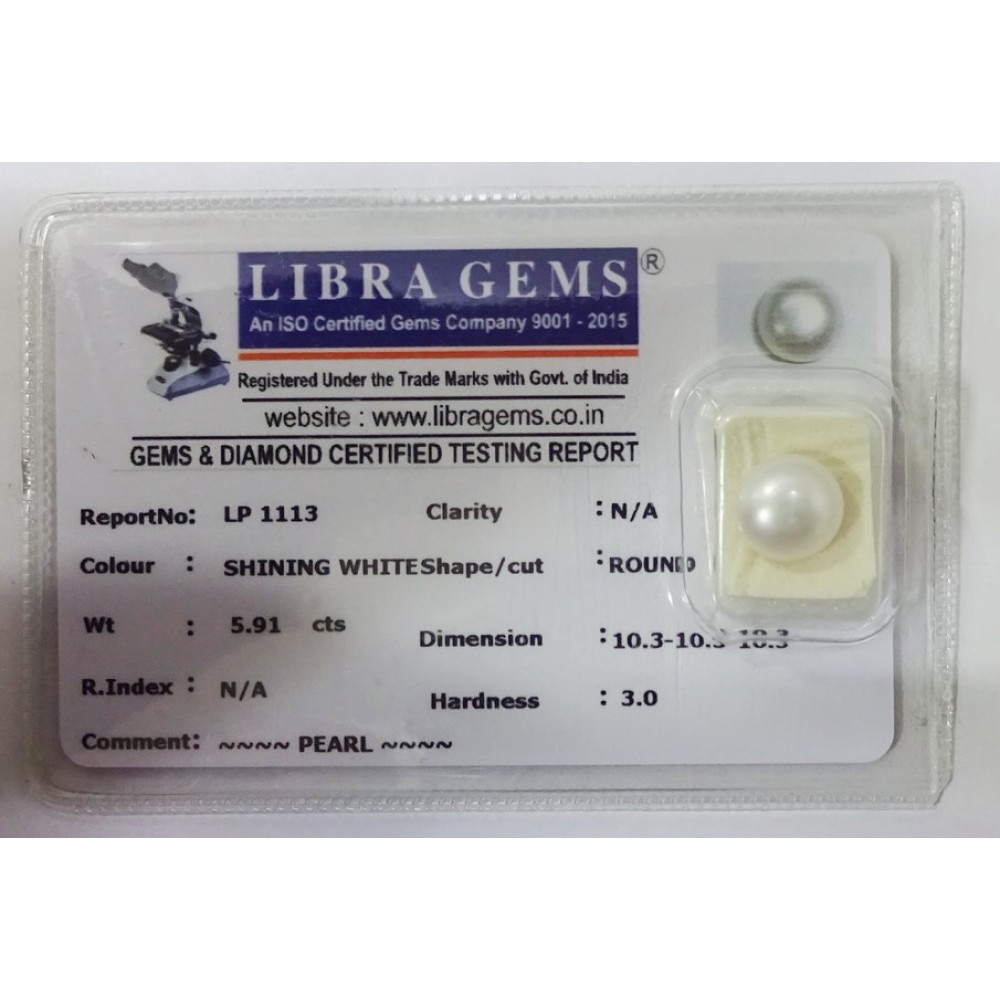 LIBRA GEMS ®
An ISO Certified Gems Company 9001 - 2015
Registered Under the Trade Marks with Govt. of India
website : www.libragems.co.in
GEMS & DIAMOND CERTIFIED TESTING REPORT
ReportNo: LP 1113 Clarity : N/A
Colour : SHINING WHITE Shape/cut : ROUND
Wt : 5.91 cts Dimension : 10.3-10.3-10.3
R.Index : N/A Hardness : 3.0
Comment: ~~~~ PEARL ~~~~